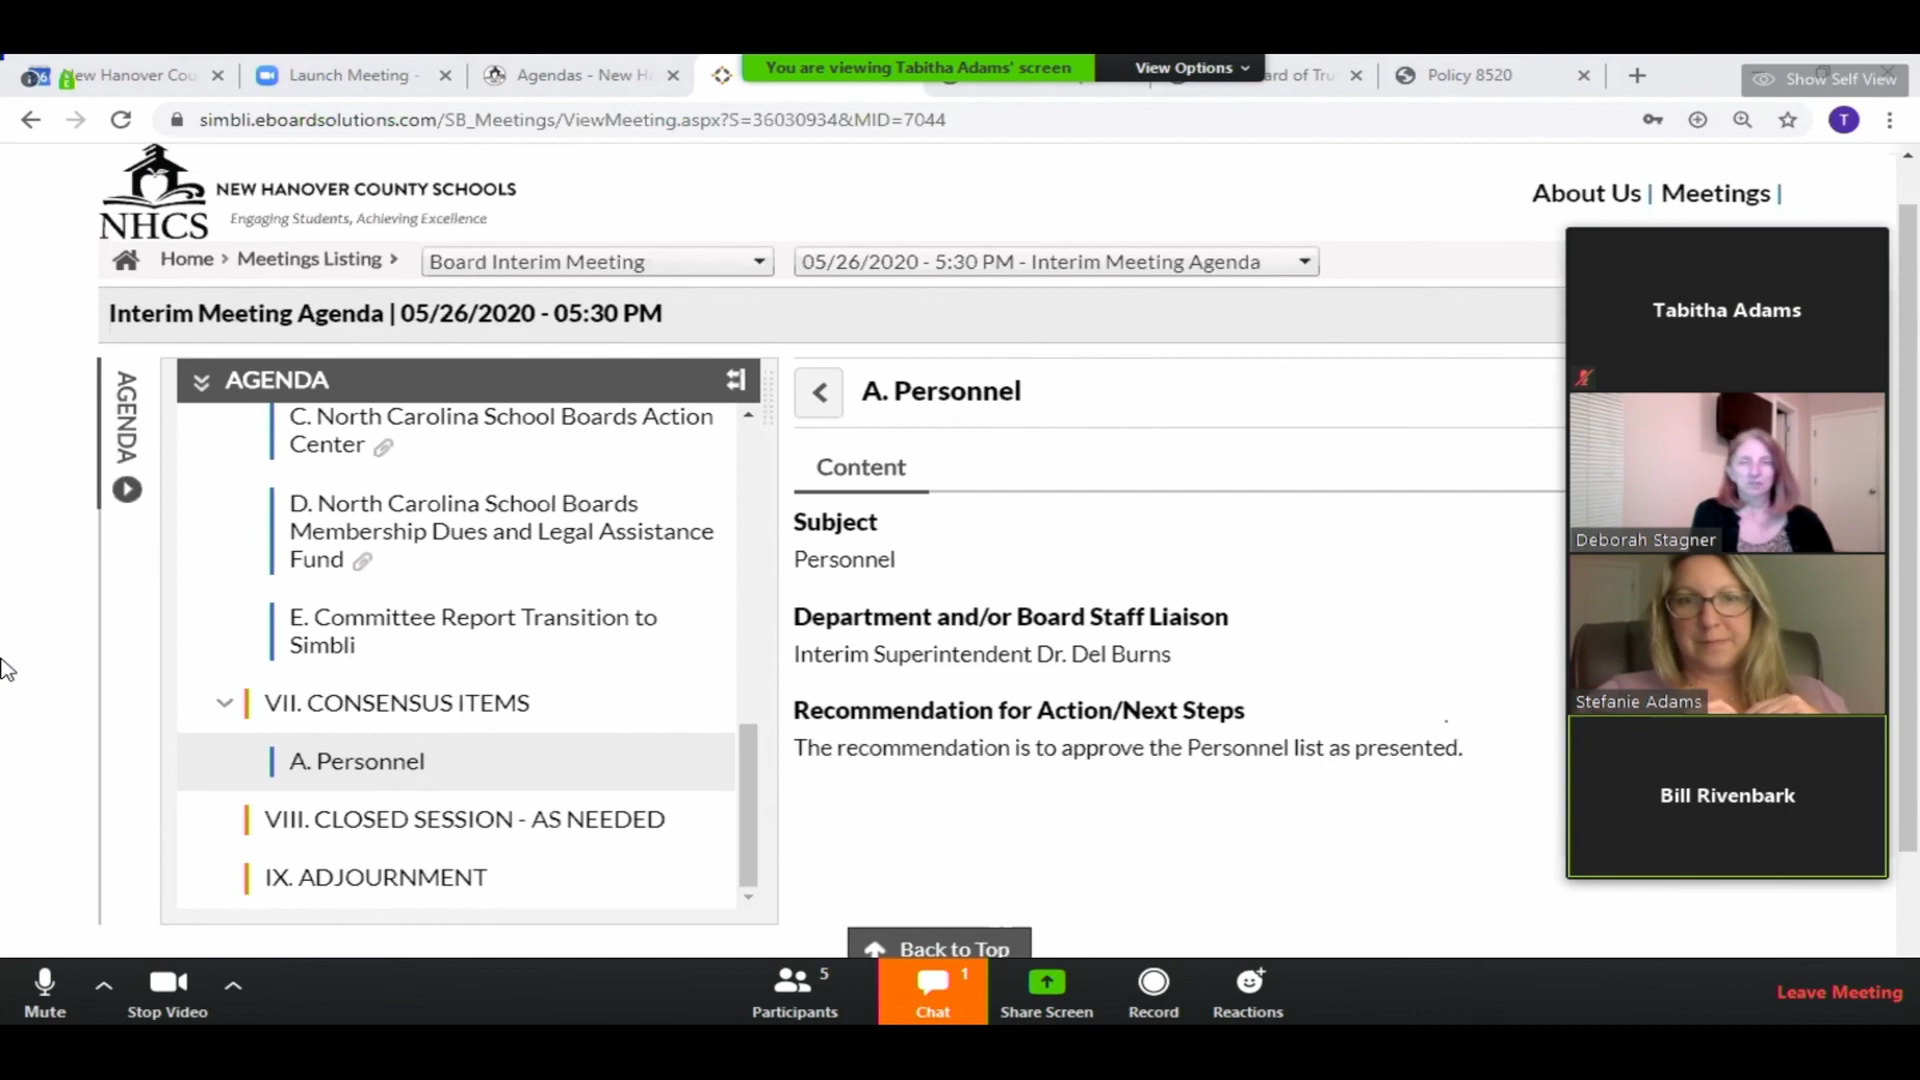 You are viewing Tabitha Adams' screen
View Options
New Hanover Cou
Launch Meeting -
Agendas - New Ha
ard of Tru
Policy 8520
Show Self View
simbli.eboardsolutions.com/SB_Meetings/ViewMeeting.aspx?S=36030934&MID=7044
T
NHCS
NEW HANOVER COUNTY SCHOOLS
Engaging Students, Achieving Excellence
About Us | Meetings |
Home > Meetings Listing >
Board Interim Meeting
05/26/2020 - 5:30 PM - Interim Meeting Agenda
Interim Meeting Agenda | 05/26/2020 - 05:30 PM
AGENDA
AGENDA
C. North Carolina School Boards Action
Center
D. North Carolina School Boards
Membership Dues and Legal Assistance
Fund
E. Committee Report Transition to
Simbli
VII. CONSENSUS ITEMS
A. Personnel
VIII. CLOSED SESSION - AS NEEDED
IX. ADJOURNMENT
A. Personnel
Content
Subject
Personnel
Department and/or Board Staff Liaison
Interim Superintendent Dr. Del Burns
Recommendation for Action/Next Steps
The recommendation is to approve the Personnel list as presented.
Back to Top
Tabitha Adams
Deborah Stagner
Stefanie Adams
Bill Rivenbark
Mute
Stop Video
Participants
5
Chat
1
Share Screen
Record
Reactions
Leave Meeting